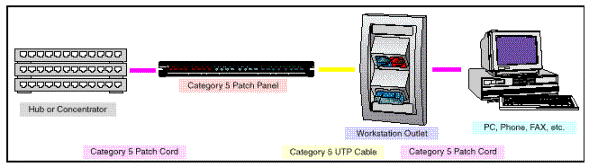 Category 5 Patch Panel
Hub or Concentrator
Workstation Outlet
PC, Phone, FAX, etc.
Category 5 Patch Cord
Category 5 UTP Cable
Category 5 Patch Cord